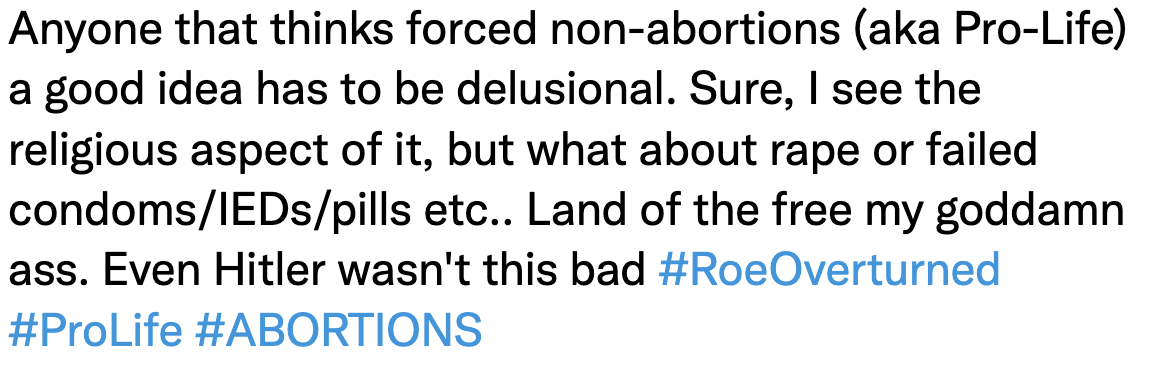 Anyone that thinks forced non-abortions (aka Pro-Life)
a good idea has to be delusional. Sure, I see the
religious aspect of it, but what about rape or failed
condoms/IEDs/pills etc.. Land of the free my goddamn
ass. Even Hitler wasn't this bad #RoeOverturned
#ProLife #ABORTIONS